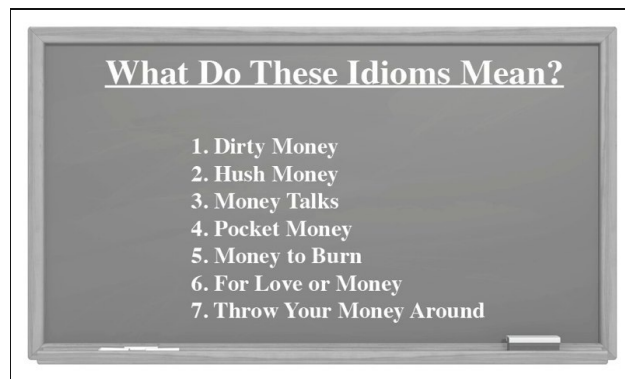 What Do These Idioms Mean?
1. Dirty Money
2. Hush Money
3. Money Talks
4. Pocket Money
5. Money to Burn
6. For Love or Money
7. Throw Your Money Around